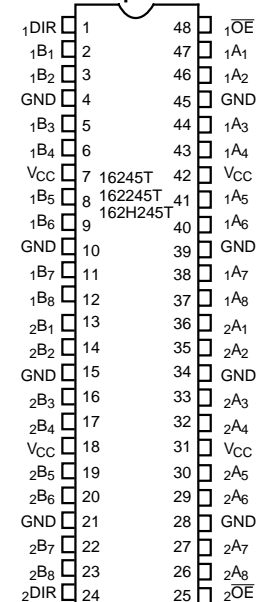 ₁DIR 1 48 ₁O̅E̅
₁B₁ 2 47 ₁A₁
₁B₂ 3 46 ₁A₂
GND 4 45 GND
₁B₃ 5 44 ₁A₃
₁B₄ 6 43 ₁A₄
VCC 7 16245T 42 VCC
₁B₅ 8 162245T 41 ₁A₅
₁B₆ 9 162H245T 40 ₁A₆
GND 10 39 GND
₁B₇ 11 38 ₁A₇
₁B₈ 12 37 ₁A₈
₂B₁ 13 36 ₂A₁
₂B₂ 14 35 ₂A₂
GND 15 34 GND
₂B₃ 16 33 ₂A₃
₂B₄ 17 32 ₂A₄
VCC 18 31 VCC
₂B₅ 19 30 ₂A₅
₂B₆ 20 29 ₂A₆
GND 21 28 GND
₂B₇ 22 27 ₂A₇
₂B₈ 23 26 ₂A₈
₂DIR 24 25 ₂O̅E̅